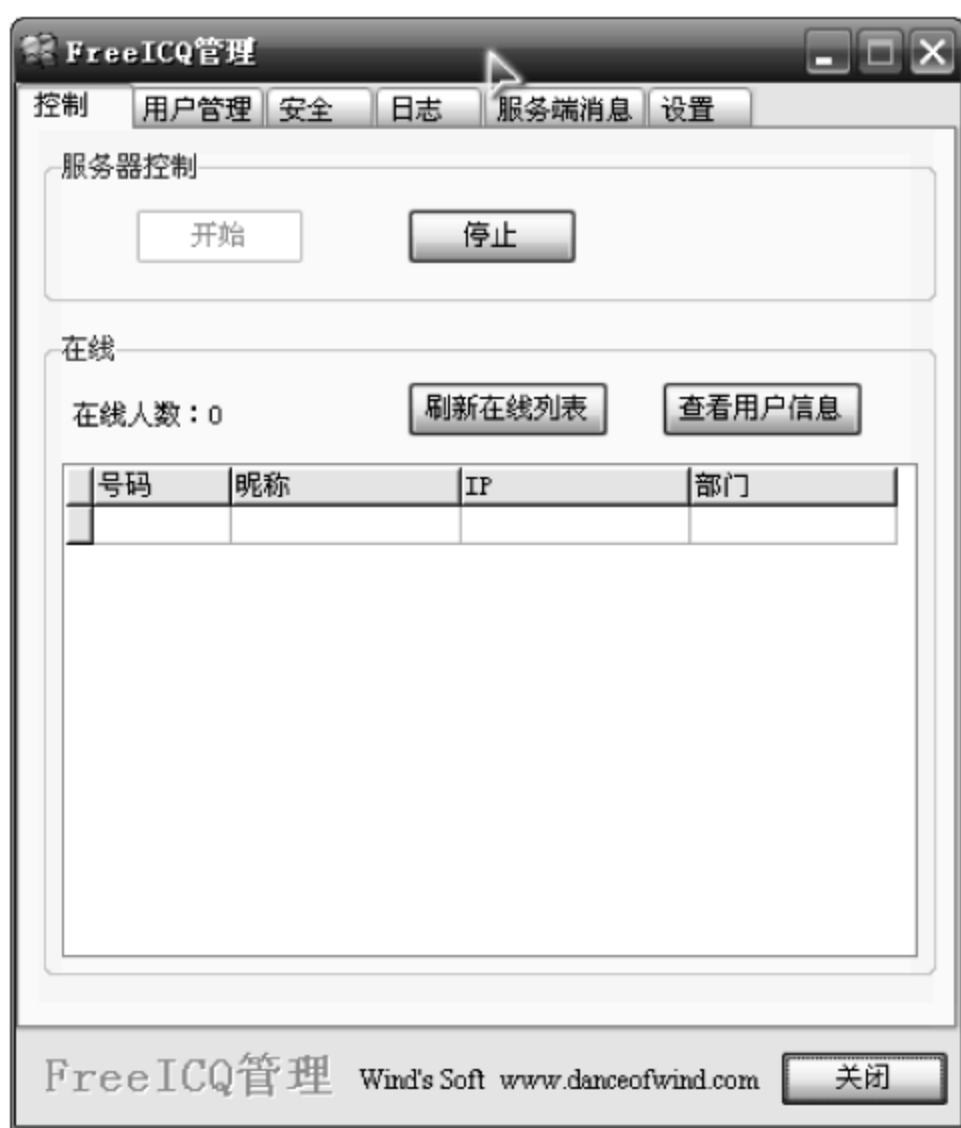 FreeICQ管理
控制 用户管理 安全 日志 服务端消息 设置
服务器控制
开始 停止
在线
在线人数：0 刷新在线列表 查看用户信息
号码 昵称 IP 部门
FreeICQ管理 Wind's Soft www.danceofwind.com 关闭